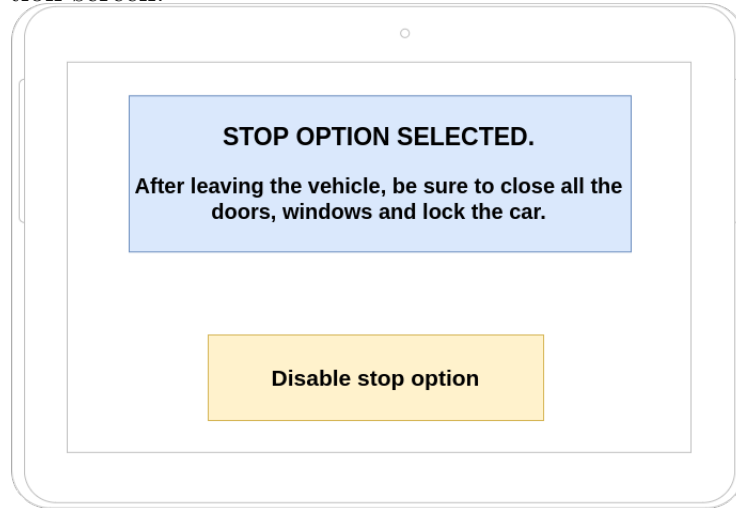 STOP OPTION SELECTED.
After leaving the vehicle, be sure to close all the
doors, windows and lock the car.
Disable stop option